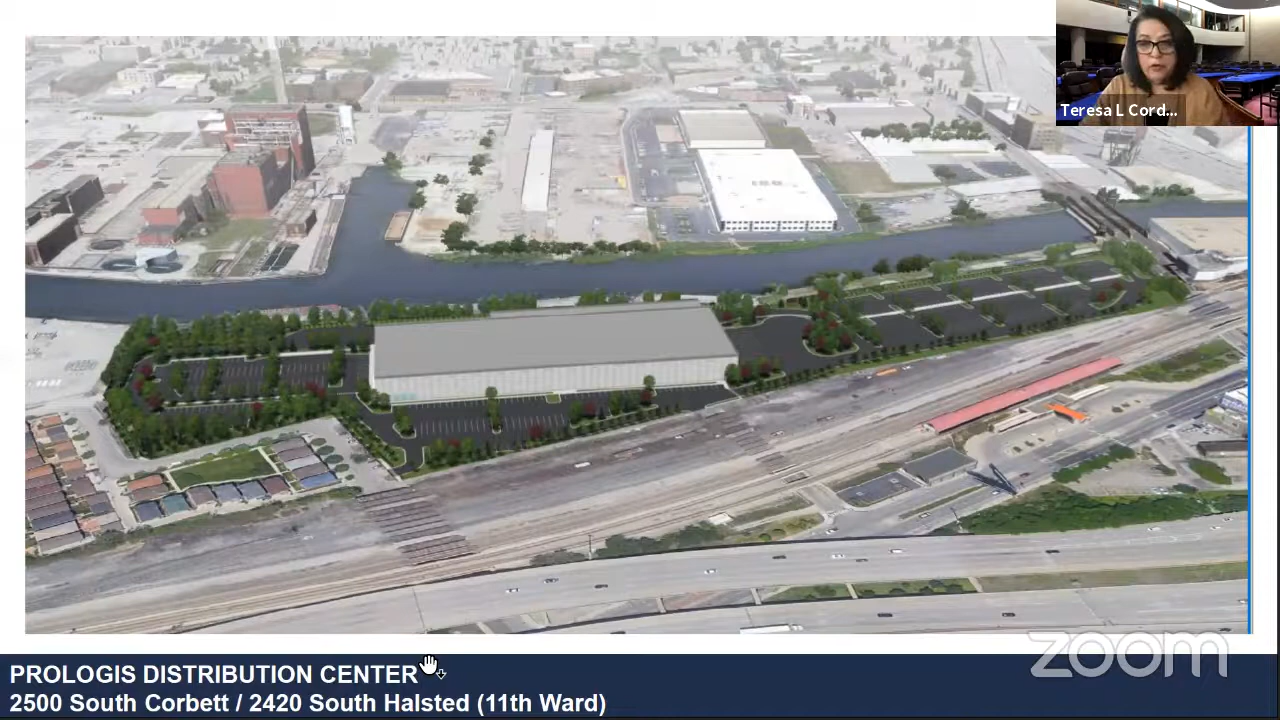 Teresa L Cord...
zoom
PROLOGIS DISTRIBUTION CENTER
2500 South Corbett / 2420 South Halsted (11th Ward)